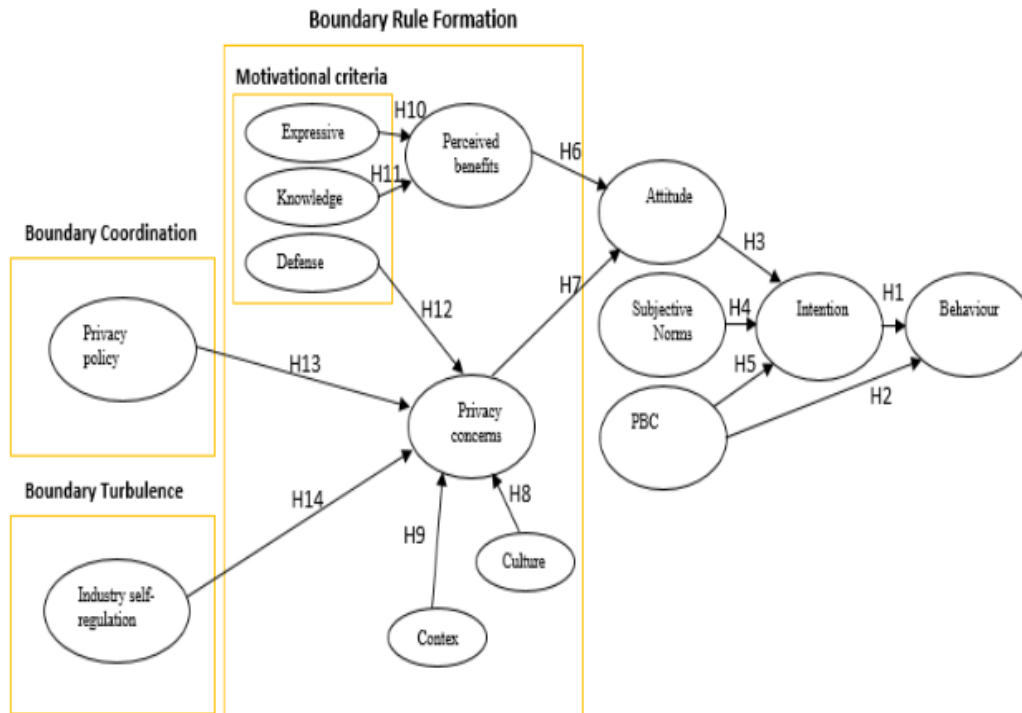 Boundary Rule Formation
Motivational criteria
Expressive
H10
Perceived
benefits
H6
Knowledge
H11
Attitude
Boundary Coordination
Defense
H3
H7
H12
Subjective
Norms
H4
Intention
H1
Behaviour
Privacy
policy
H13
H5
H2
PBC
Privacy
concerns
Boundary Turbulence
H14
H8
H9
Culture
Industry self-
regulation
Contex